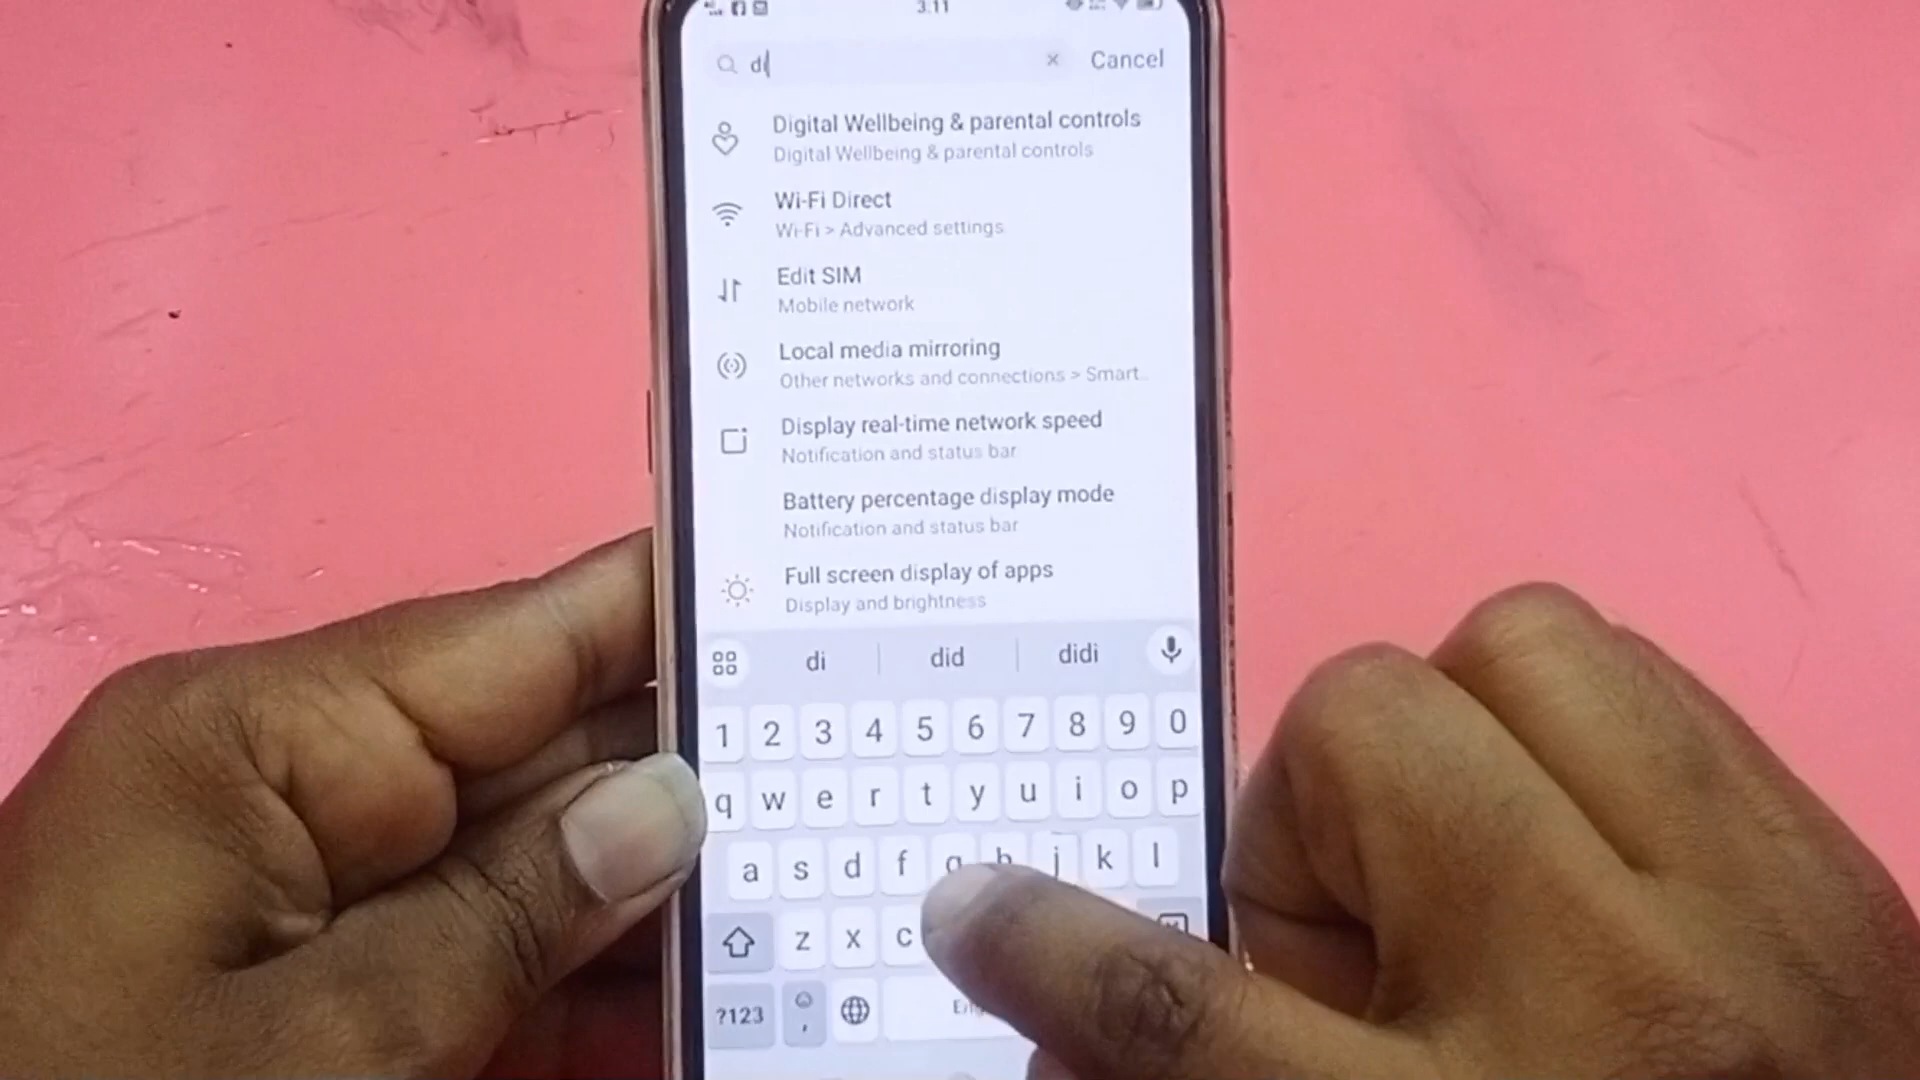 3:11
di
Cancel
Digital Wellbeing & parental controls
Digital Wellbeing & parental controls
Wi-Fi Direct
Wi-Fi > Advanced settings
Edit SIM
Mobile network
Local media mirroring
Other networks and connections > Smart..
Display real-time network speed
Notification and status bar
Battery percentage display mode
Notification and status bar
Full screen display of apps
Display and brightness
di did didi
1 2 3 4 5 6 7 8 9 0
q w e r t y u i o p
a s d f g h j k l
z x c
?123 ,